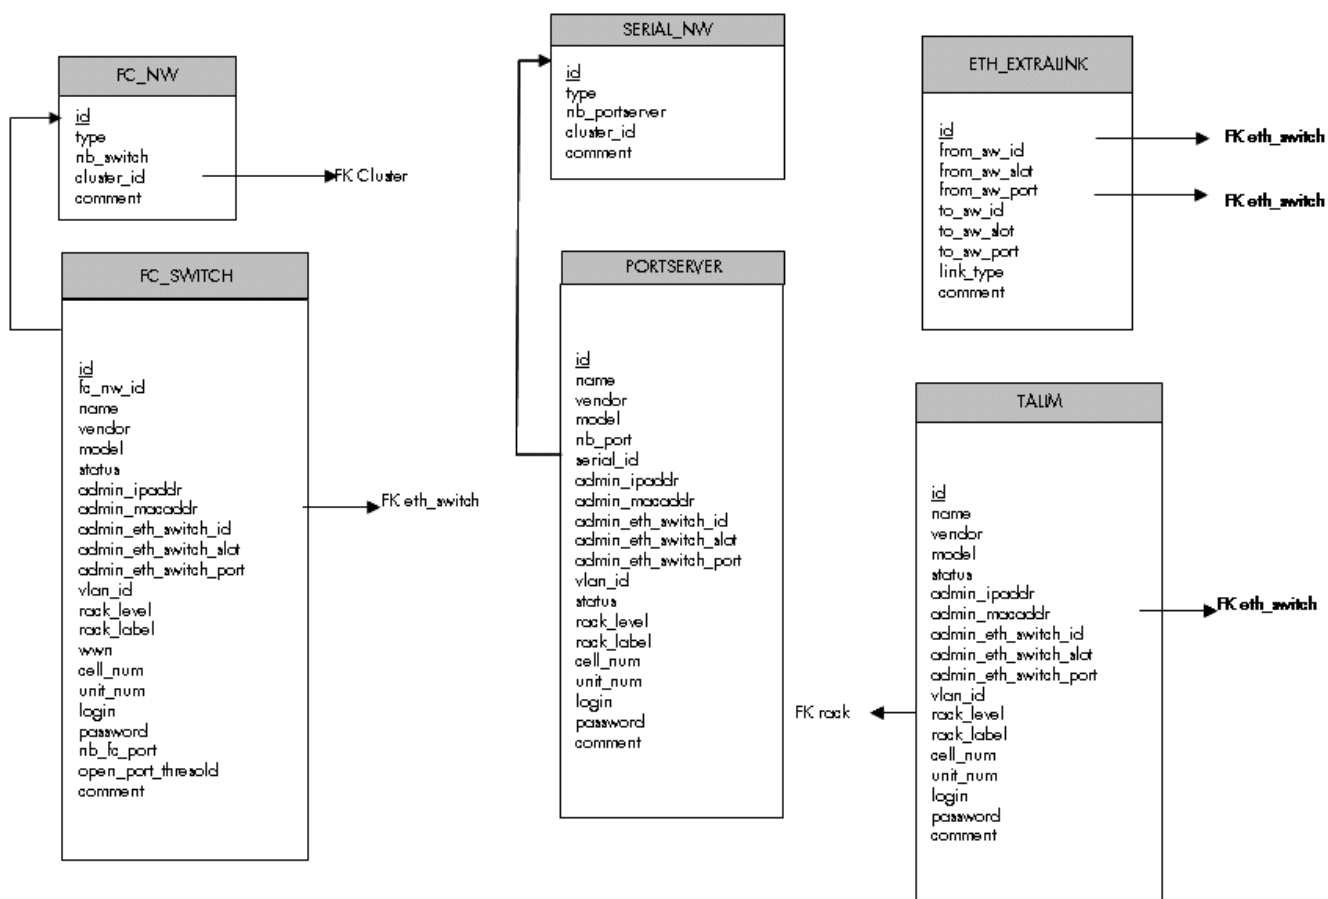 FC_NW
id
type
nb_switch
cluster_id
comment
FK Cluster
SERIAL_NW
id
type
nb_portserver
cluster_id
comment
ETH_EXTRALINK
id
from_sw_id
from_sw_slot
from_sw_port
to_sw_id
to_sw_slot
to_sw_port
link_type
comment
FK eth_switch
FK eth_switch
FC_SWITCH
id
fc_nw_id
name
vendor
model
status
admin_ipaddr
admin_macaddr
admin_eth_switch_id
admin_eth_switch_slot
admin_eth_switch_port
vlan_id
rack_level
rack_label
wwn
cell_num
unit_num
login
password
nb_fc_port
open_port_thresold
comment
FK eth_switch
PORTSERVER
id
name
vendor
model
nb_port
serial_id
admin_ipaddr
admin_macaddr
admin_eth_switch_id
admin_eth_switch_slot
admin_eth_switch_port
vlan_id
status
rack_level
rack_label
cell_num
unit_num
login
password
comment
TALIM
id
name
vendor
model
status
admin_ipaddr
admin_macaddr
admin_eth_switch_id
admin_eth_switch_slot
admin_eth_switch_port
vlan_id
rack_level
rack_label
cell_num
unit_num
login
password
comment
FK eth_switch
FK rack